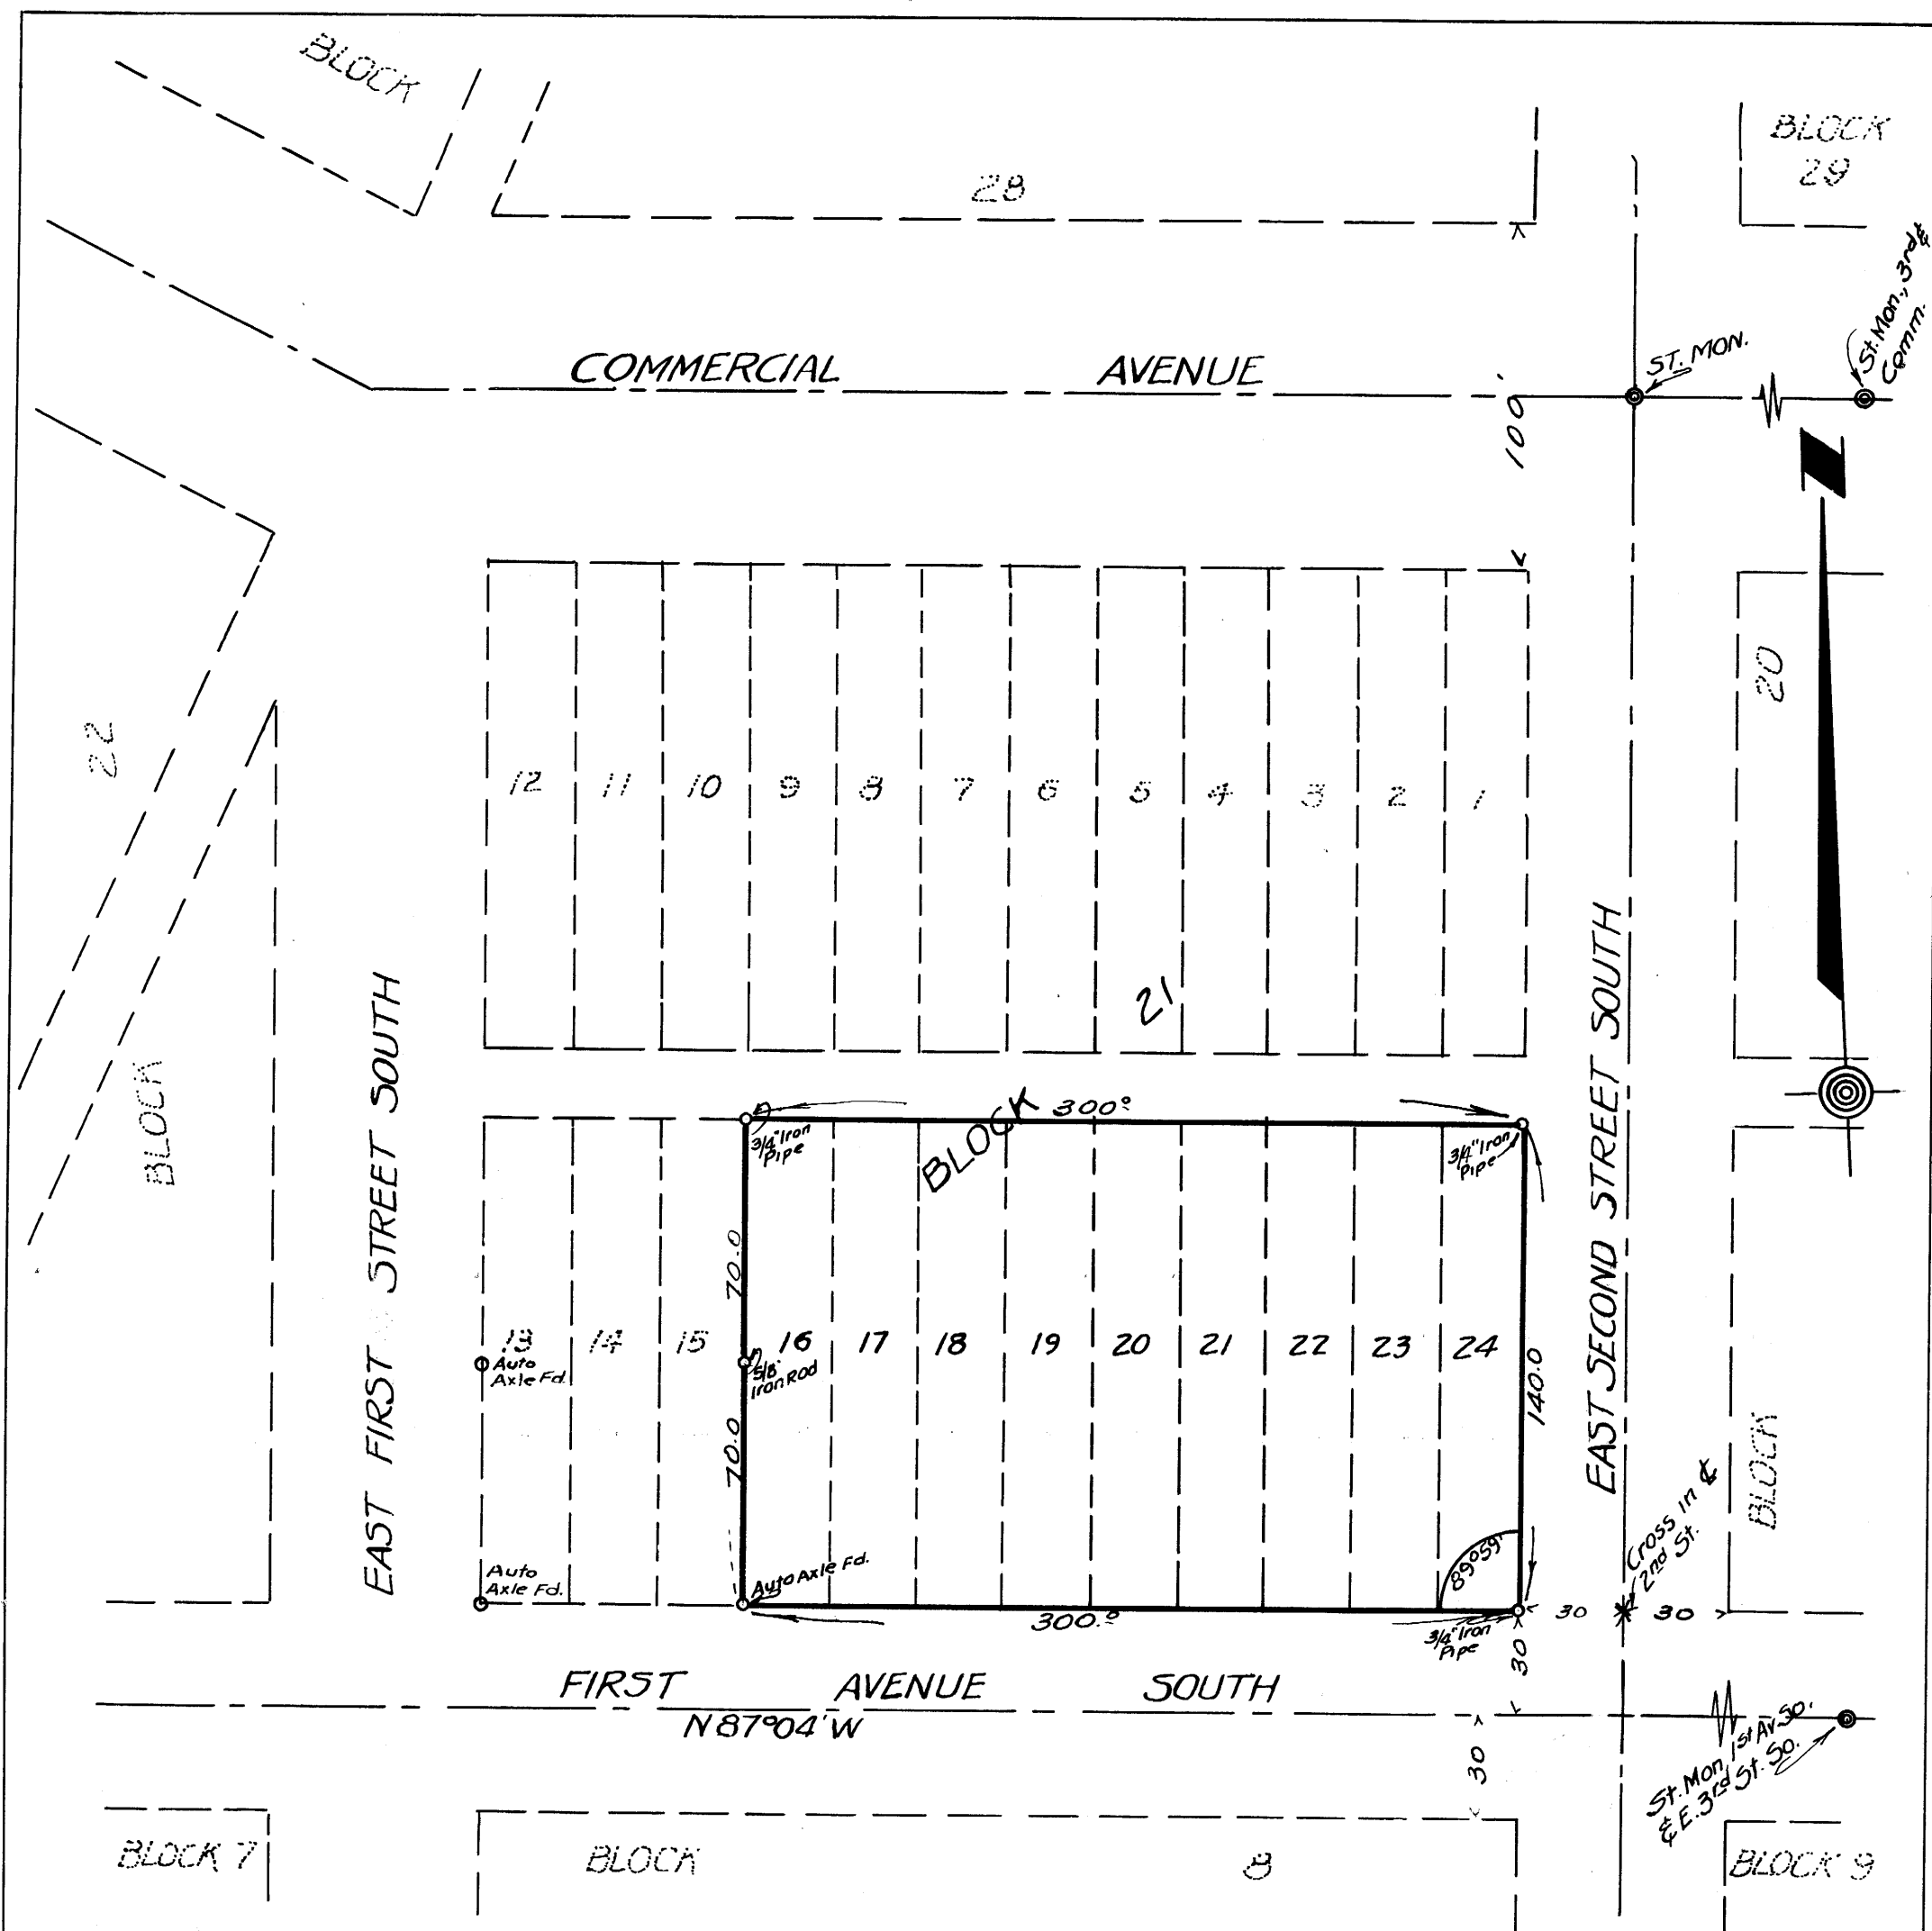 BLOCK
28
BLOCK
29
St. Mon., 3rd &
Comm.
ST. MON.
COMMERCIAL AVENUE
100'
N
22
BLOCK
12 11 10 9 8 7 6 5 4 3 2 1
20
BLOCK
21
BLOCK
EAST FIRST STREET SOUTH
EAST SECOND STREET SOUTH
300.0
3/4" Iron
Pipe
3/4" Iron
Pipe
70.0
70.0
140.0
13 14 15 16 17 18 19 20 21 22 23 24
Auto
Axle Fd.
5/8"
Iron Rod
Auto
Axle Fd.
Auto Axle Fd.
89°59'
Cross in ℄
2nd St.
300.0
3/4" Iron
Pipe
30 30
30
FIRST AVENUE SOUTH
N 87°04' W
30
St. Mon. 1st Av. So.
℄ E. 3rd St. So.
BLOCK 7
BLOCK 8
BLOCK 9